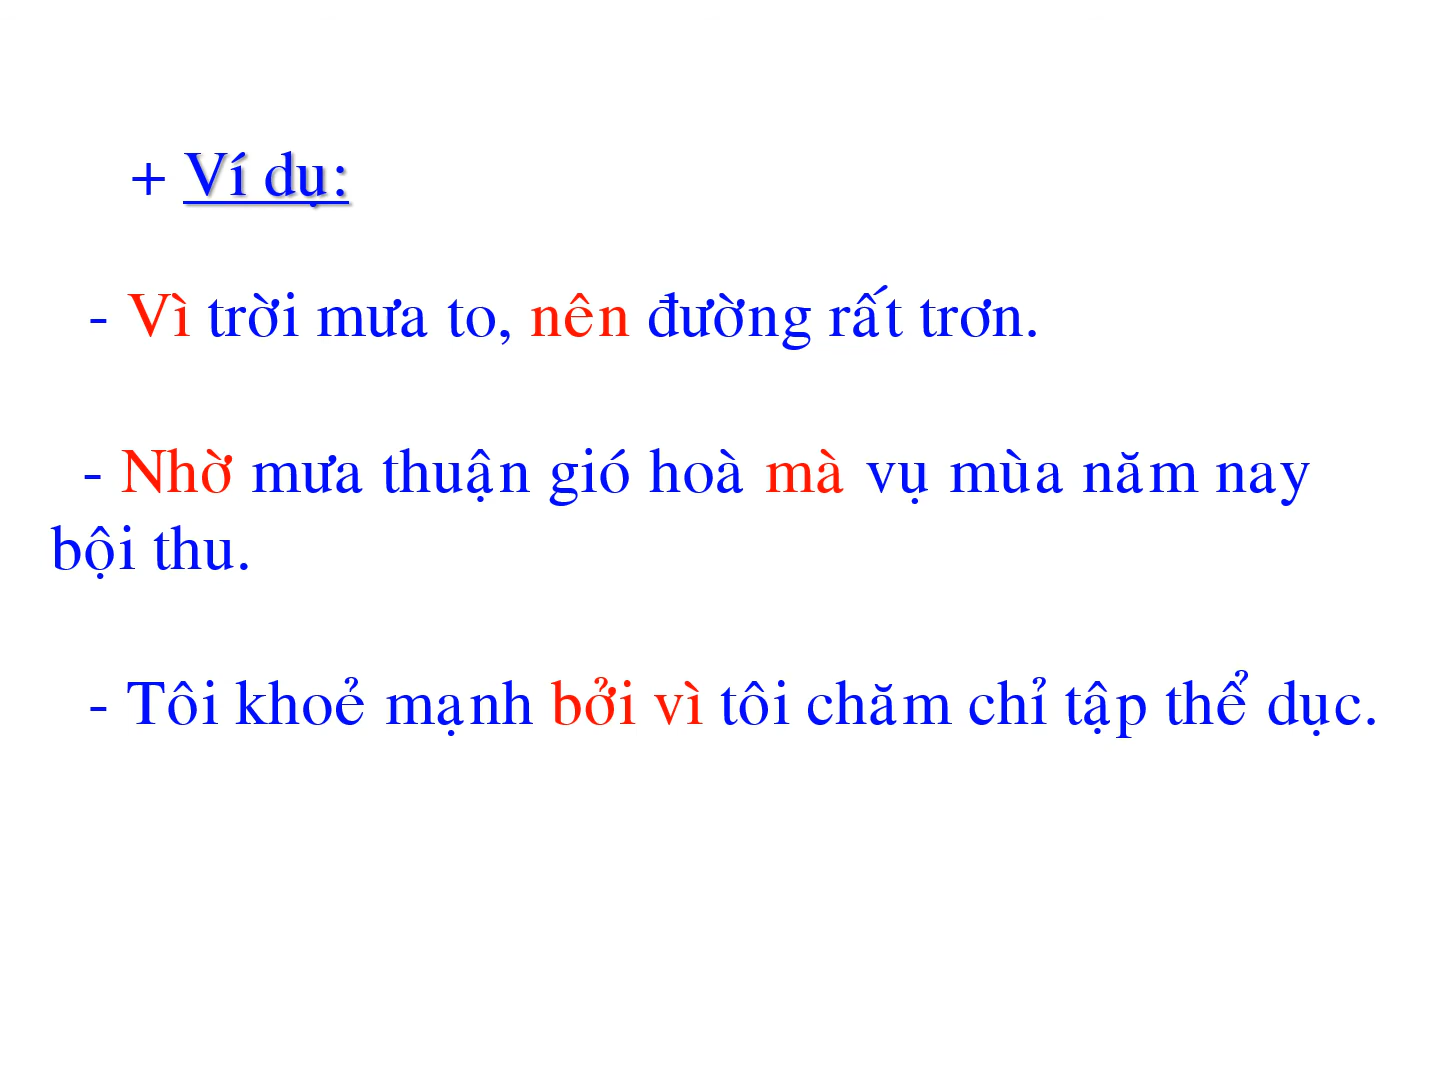 + Ví dụ:
- Vì trời mưa to, nên đường rất trơn.
- Nhờ mưa thuận gió hoà mà vụ mùa năm nay
bội thu.
- Tôi khoẻ mạnh bởi vì tôi chăm chỉ tập thể dục.